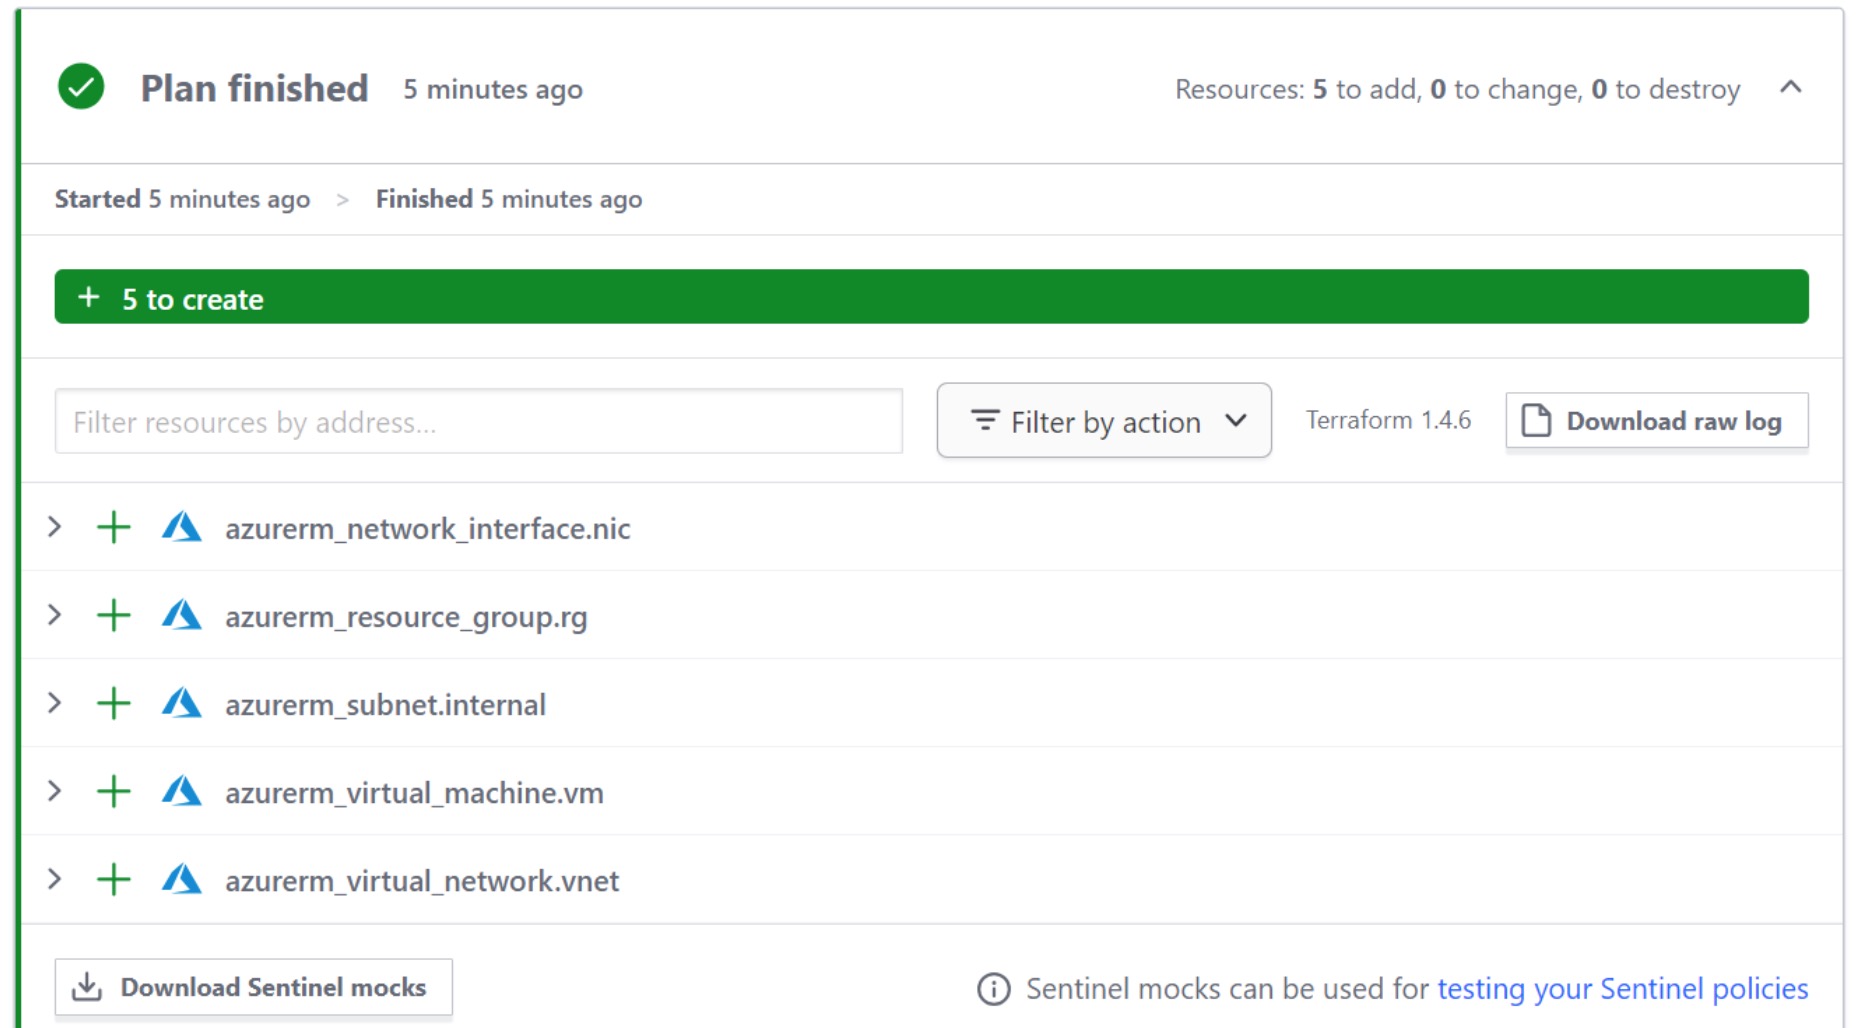 Plan finished 5 minutes ago Resources: 5 to add, 0 to change, 0 to destroy
Started 5 minutes ago > Finished 5 minutes ago
+ 5 to create
Filter resources by address... Filter by action Terraform 1.4.6 Download raw log
azurerm_network_interface.nic
azurerm_resource_group.rg
azurerm_subnet.internal
azurerm_virtual_machine.vm
azurerm_virtual_network.vnet
Download Sentinel mocks Sentinel mocks can be used for testing your Sentinel policies